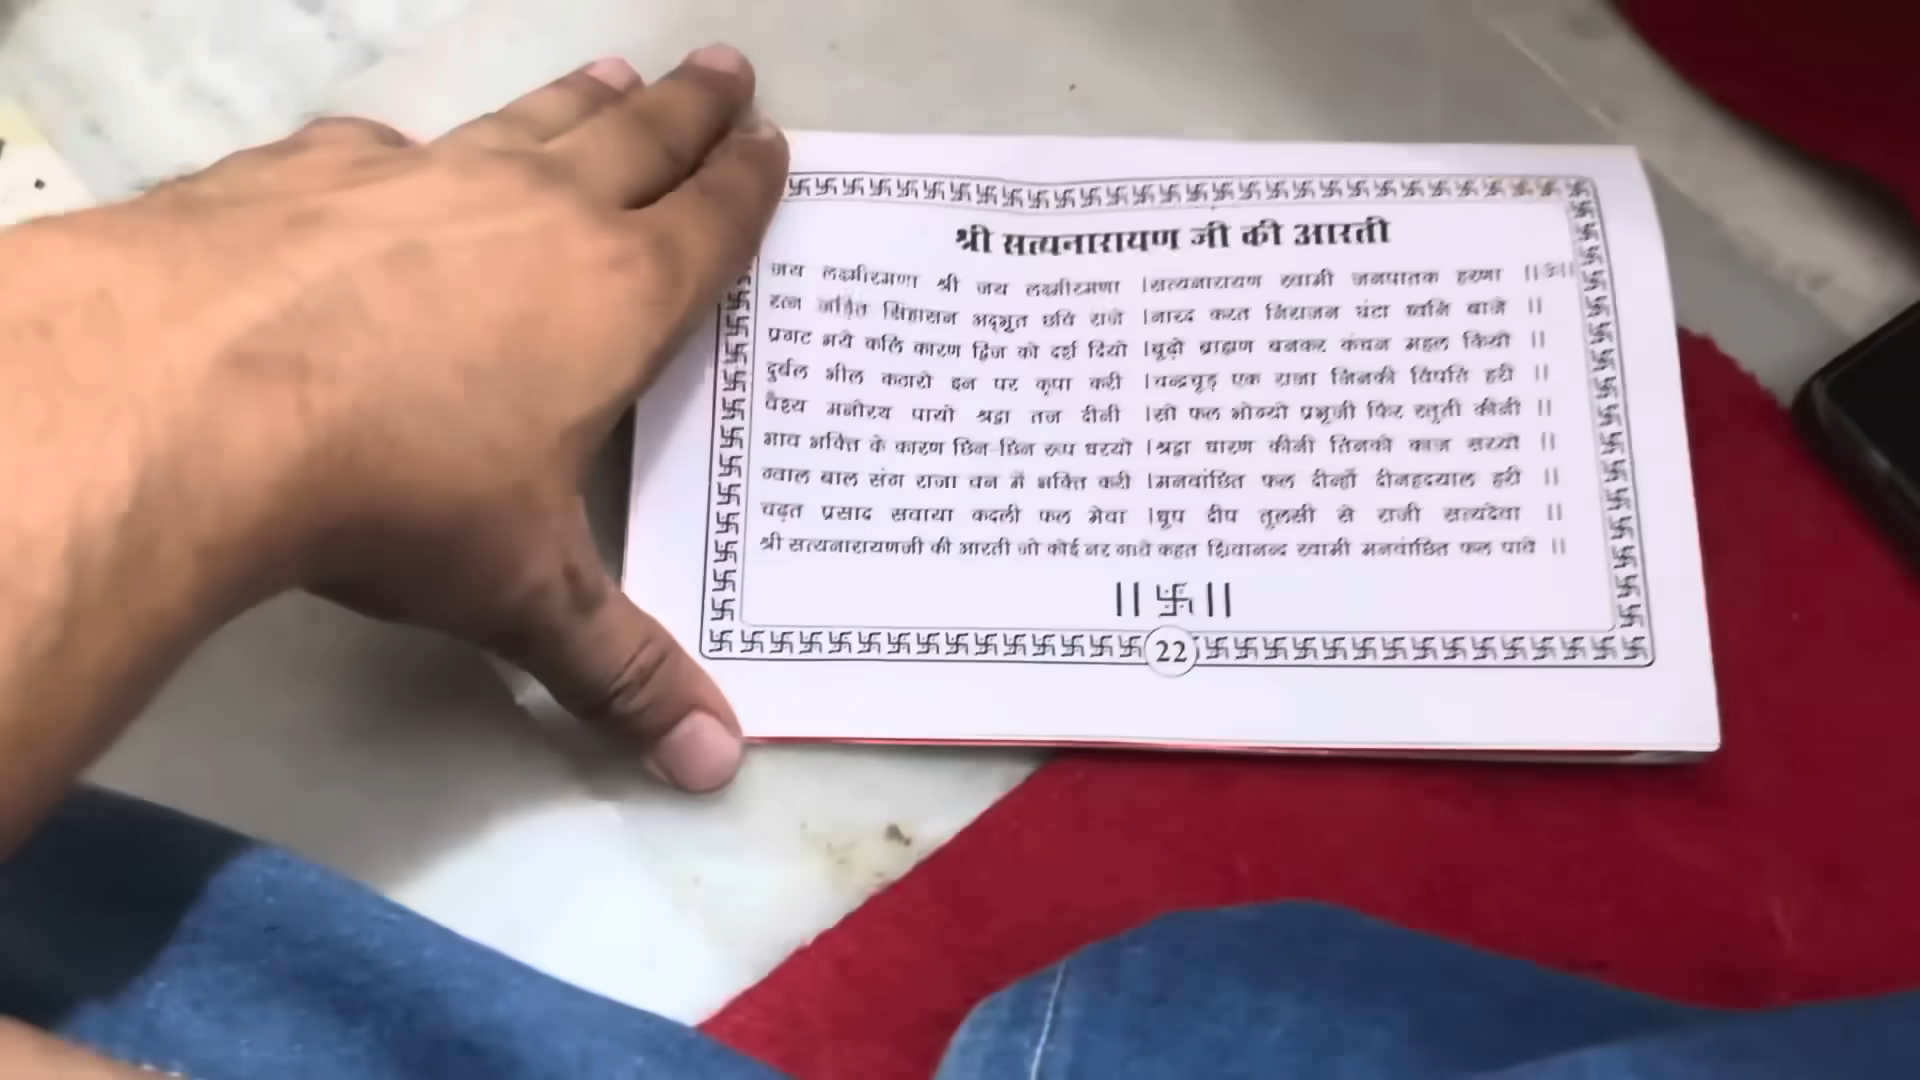 श्री सत्यनारायण जी की आरती
जय लक्ष्मीरमणा श्री जय लक्ष्मीरमणा ।सत्यनारायण स्वामी जनपातक हरणा ||ॐ||
रत्न जड़ित सिंहासन अद्भुत छवि राजे ।नारद करत निराजन घंटा ध्वनि बाजे ||
प्रगट भये कलि कारण द्विज को दर्श दियो ।बूढ़ो ब्राह्मण बनकर कंचन महल कियो ||
दुर्बल भील कठारो इन पर कृपा करी ।चन्द्रचूड़ एक राजा जिनकी विपति हरी ||
वैश्य मनोरथ पायो श्रद्धा तज दीनी ।सो फल भोग्यो प्रभुजी फिर स्तुती कीनी ||
भाव भक्ति के कारण छिन-छिन रूप धरयो ।श्रद्धा धारण कीनी तिनको काज सरयो ||
ग्वाल बाल संग राजा वन में भक्ति करी ।मनवांछित फल दीन्हों दीनहदयाल हरी ||
चढ़त प्रसाद सवाया कदली फल मेवा ।धूप दीप तुलसी से राजी सत्यदेवा ||
श्री सत्यनारायणजी की आरती जो कोई नर गावे कहत शिवानन्द स्वामी मनवांछित फल पावे ||
|| 卐 ||
22